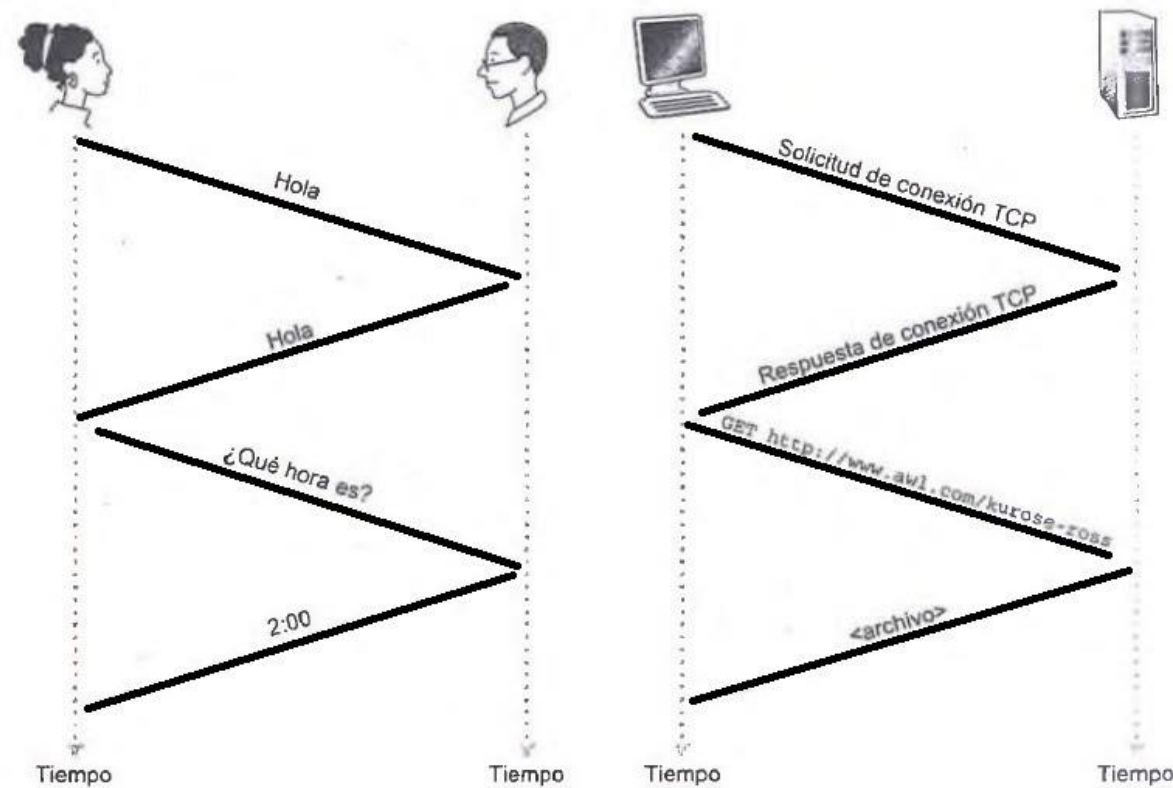 Hola
Hola
¿Qué hora es?
2:00
Tiempo
Tiempo
Solicitud de conexión TCP
Respuesta de conexión TCP
GET http://www.awl.com/kurose-ross
<archivo>
Tiempo
Tiempo